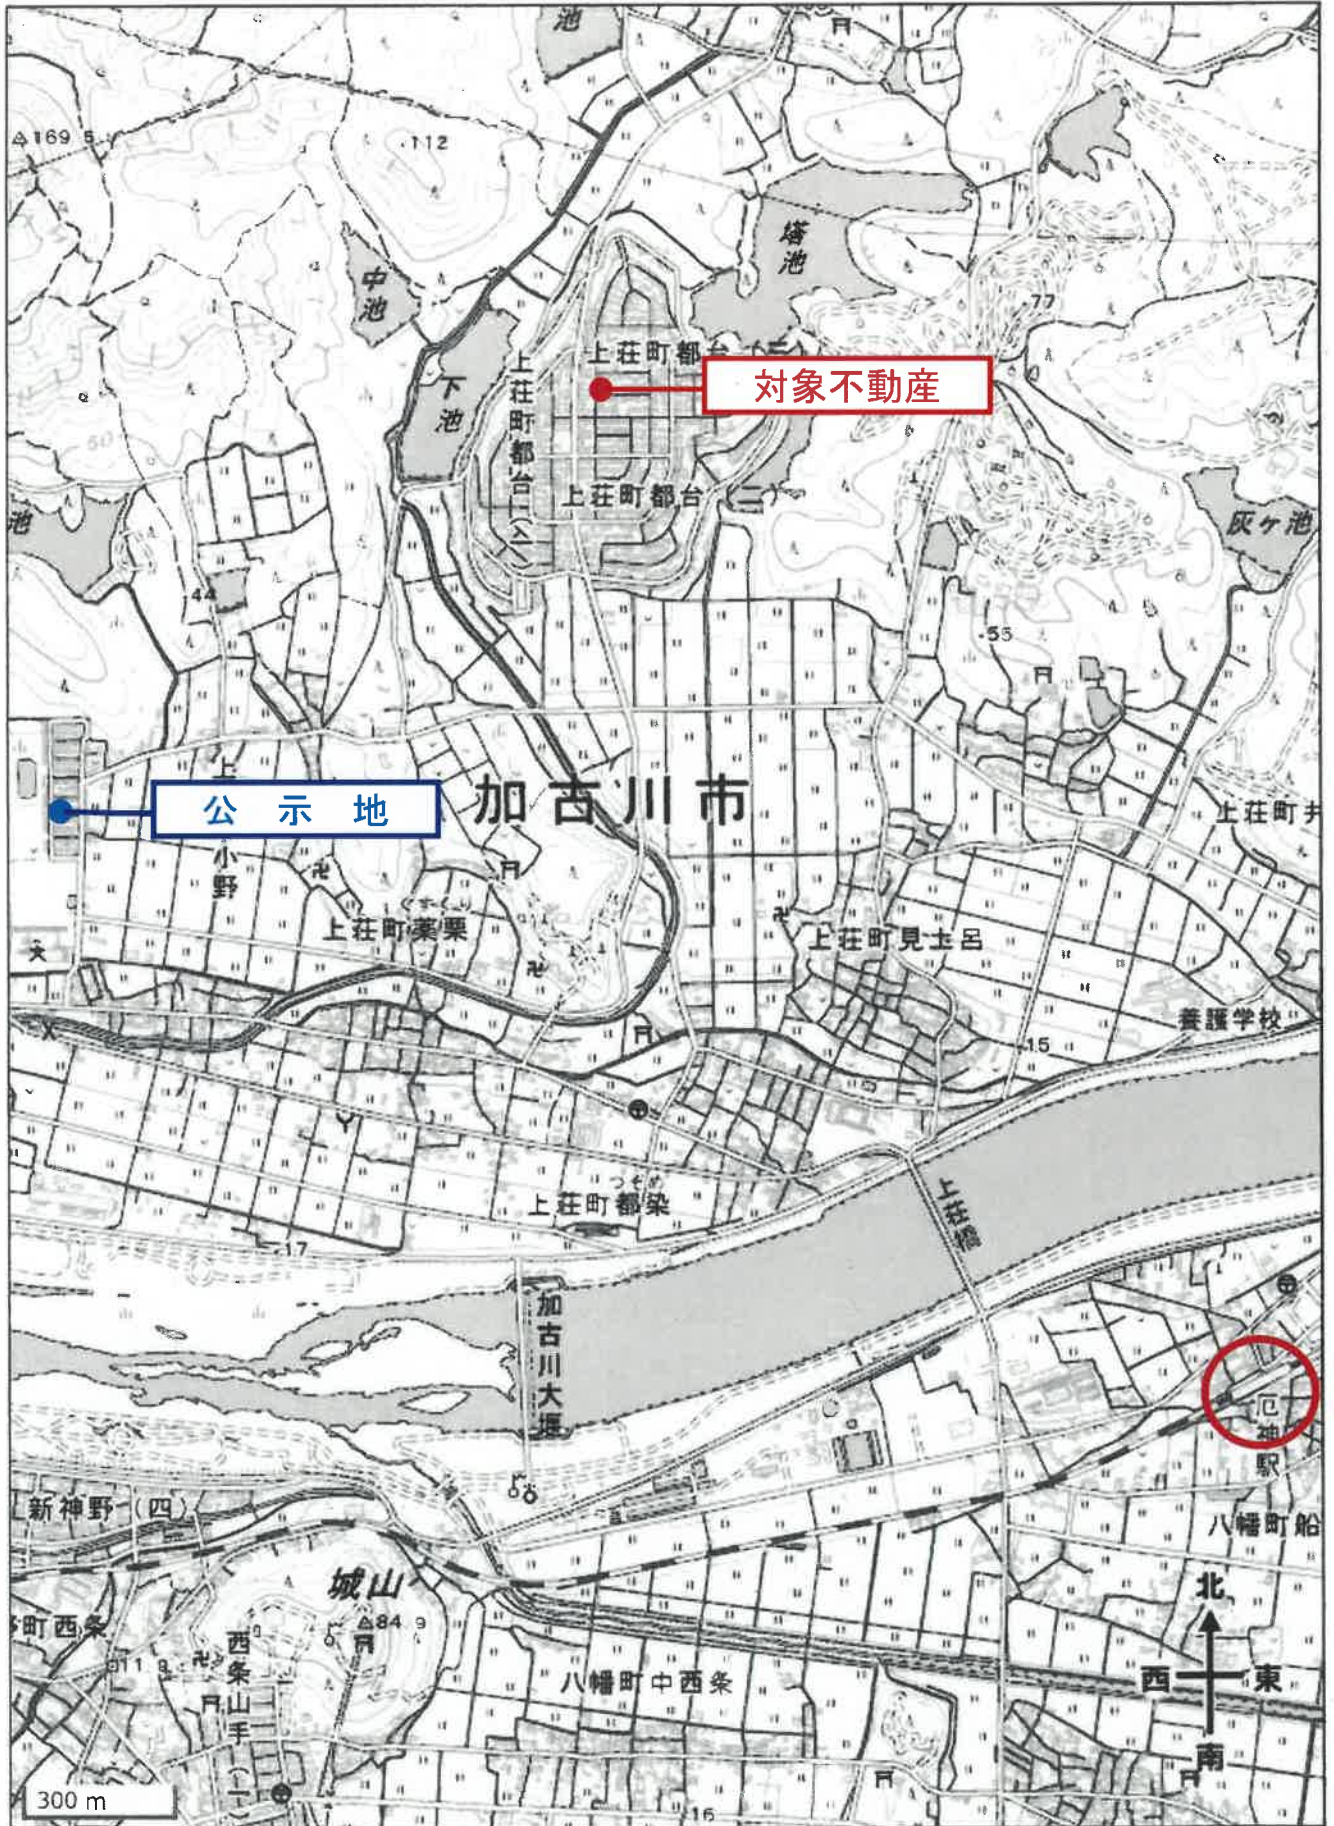 池
169.5
112
塔池
中池
77
上荘町都台(三)
対象不動産
下池
上荘町都台(一)
50
上荘町都台(二)
池
灰ヶ池
44
55
上
公示地
加古川市
上荘町井
小野
くすくり
上荘町薬栗
上荘町見土呂
養護学校
15
つそめ
上荘町都染
上荘橋
17
加古川大堰
厄神駅
新神野(四)
八幡町船
城山
84.9
北
町西条
西条山手(一)
八幡町中西条
西
東
南
300 m
16